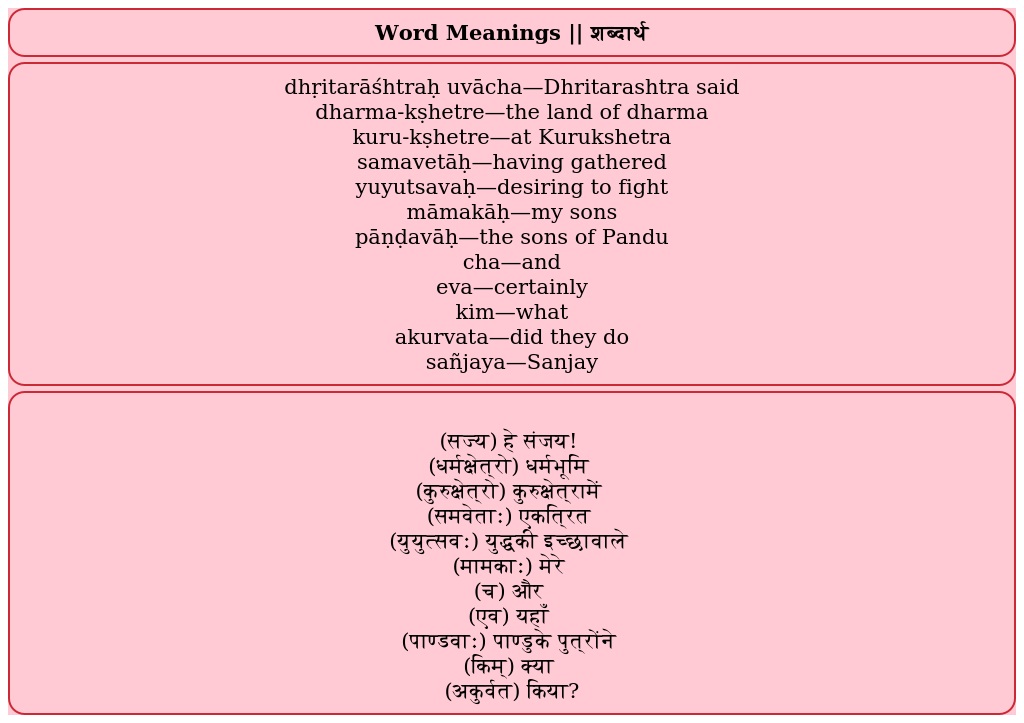 Word Meanings || शब्दार्थ
dhṛitarāśhtraḥ uvācha—Dhritarashtra said
dharma-kṣhetre—the land of dharma
kuru-kṣhetre—at Kurukshetra
samavetāḥ—having gathered
yuyutsavaḥ—desiring to fight
māmakāḥ—my sons
pāṇḍavāḥ—the sons of Pandu
cha—and
eva—certainly
kim—what
akurvata—did they do
sañjaya—Sanjay
(सज्य) हे संजय!
(धर्मक्षेत्रो) धर्मभूमि
(कुरुक्षेत्रो) कुरुक्षेत्रामें
(समवेताः) एकत्रित
(युयुत्सवः) युद्धकी इच्छावाले
(मामकाः) मेरे
(च) और
(एव) यहाँ
(पाण्डवाः) पाण्डुके पुत्रोंने
(किम्) क्या
(अकुर्वत) किया?